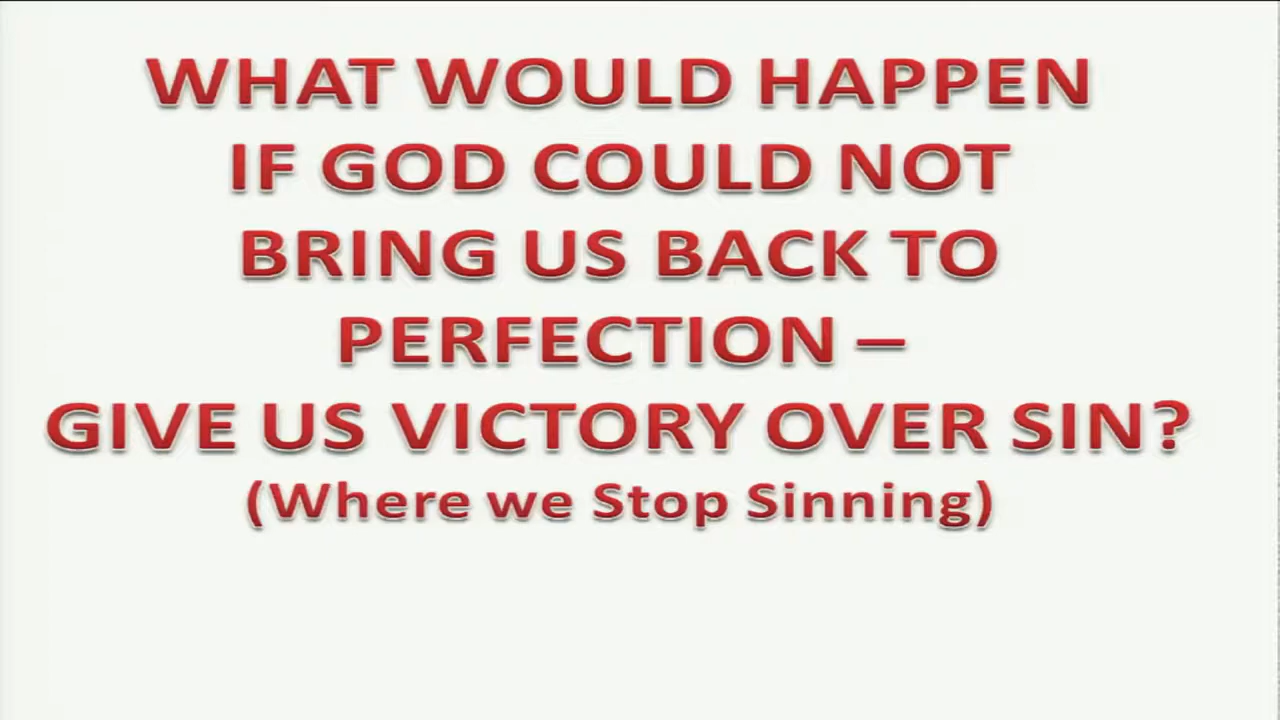 WHAT WOULD HAPPEN
IF GOD COULD NOT
BRING US BACK TO
PERFECTION –
GIVE US VICTORY OVER SIN?
(Where we Stop Sinning)